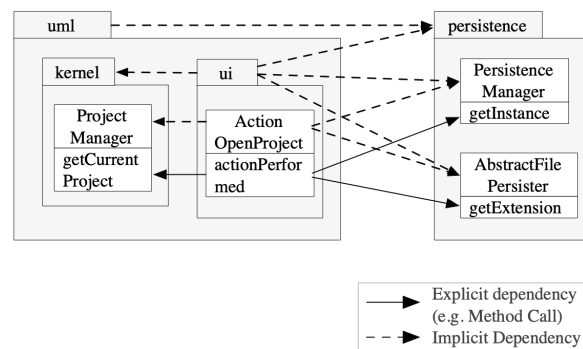 uml
persistence
kernel
ui
Persistence
Manager
getInstance
Project
Manager
getCurrent
Project
Action
OpenProject
actionPerfor
med
AbstractFile
Persister
getExtension
Explicit dependency
(e.g. Method Call)
Implicit Dependency